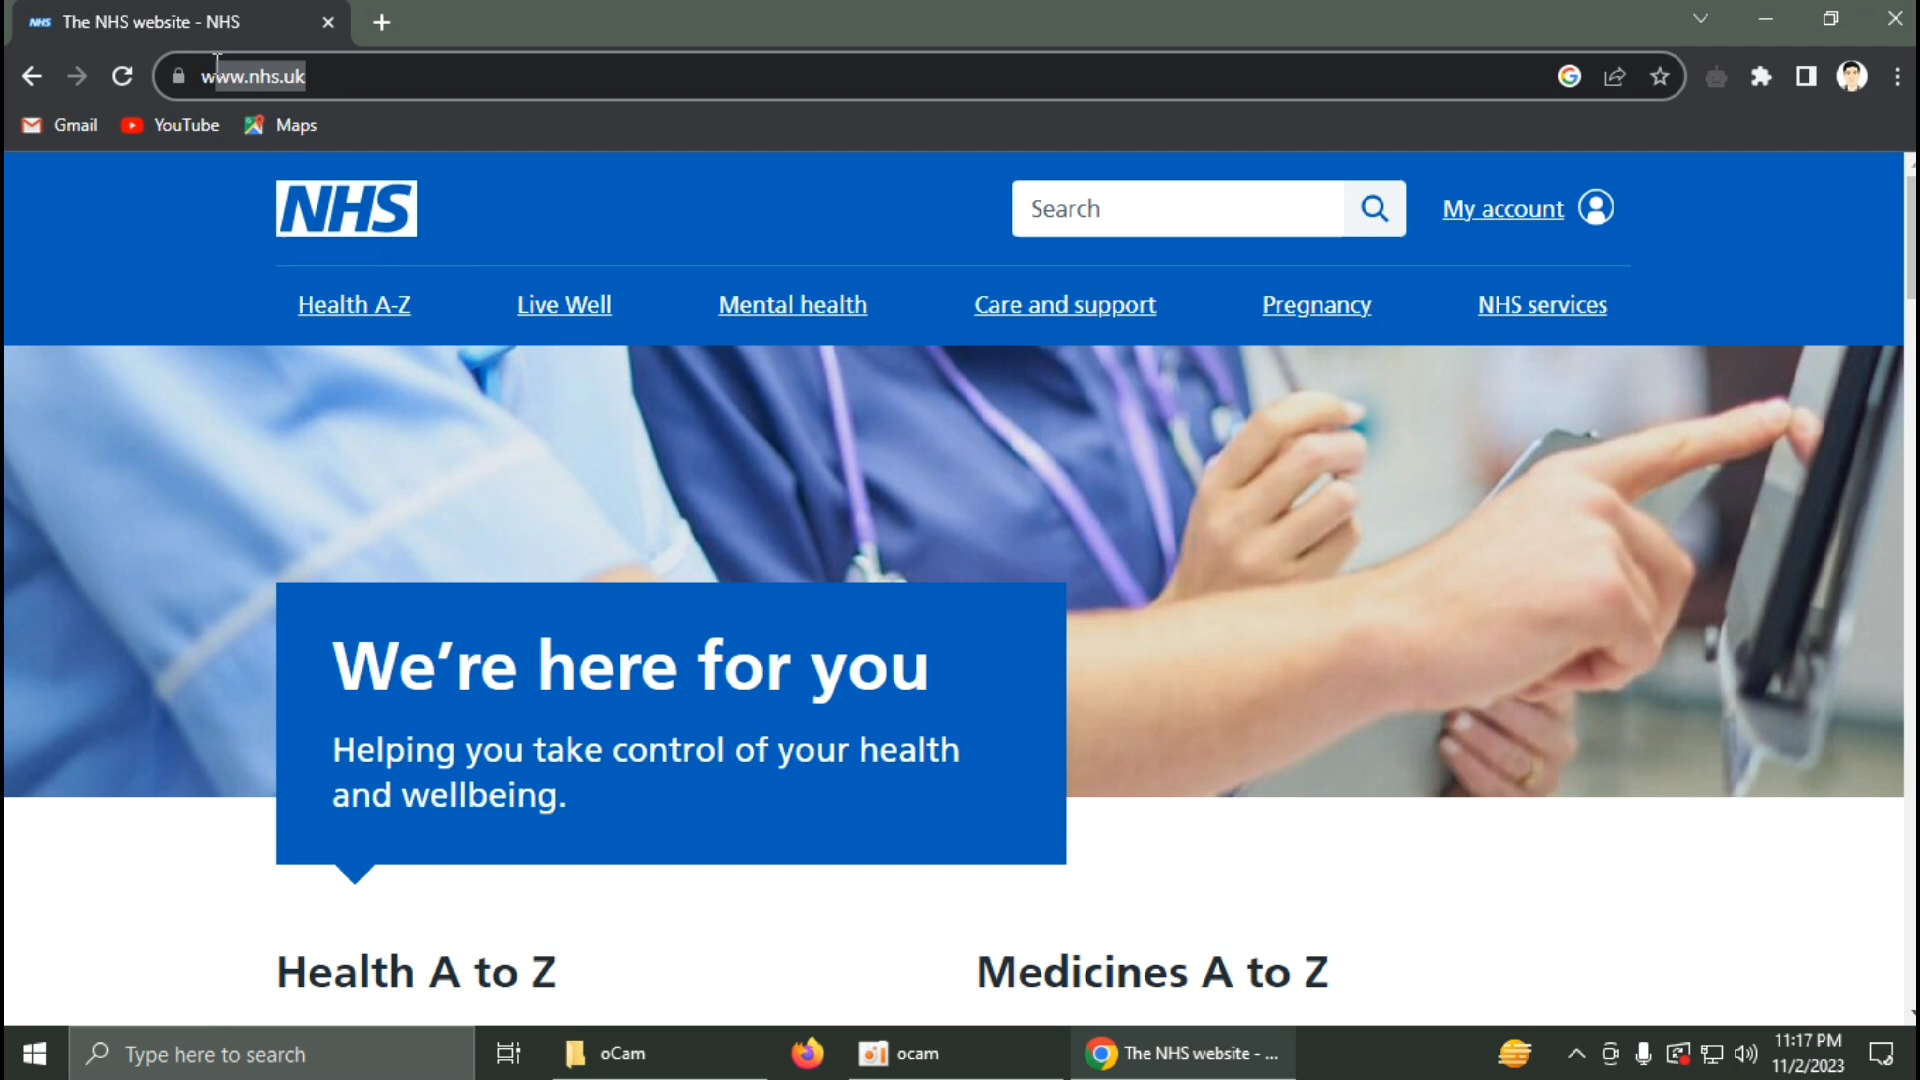 NHS The NHS website - NHS
www.nhs.uk
Gmail YouTube Maps
NHS Search My account
Health A-Z Live Well Mental health Care and support Pregnancy NHS services
We’re here for you
Helping you take control of your health
and wellbeing.
Health A to Z Medicines A to Z
Type here to search oCam ocam The NHS website - ... 11:17 PM
11/2/2023